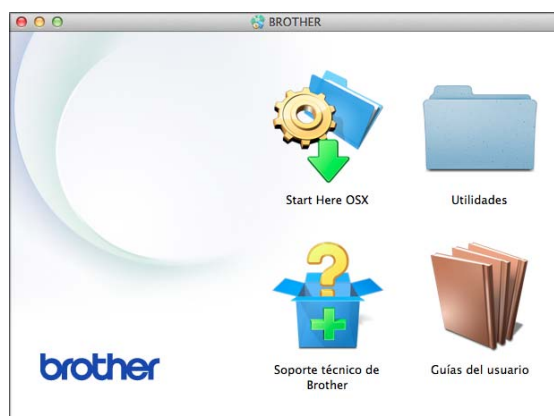 BROTHER
Start Here OSX
Utilidades
Soporte técnico de
Brother
Guías del usuario
brother